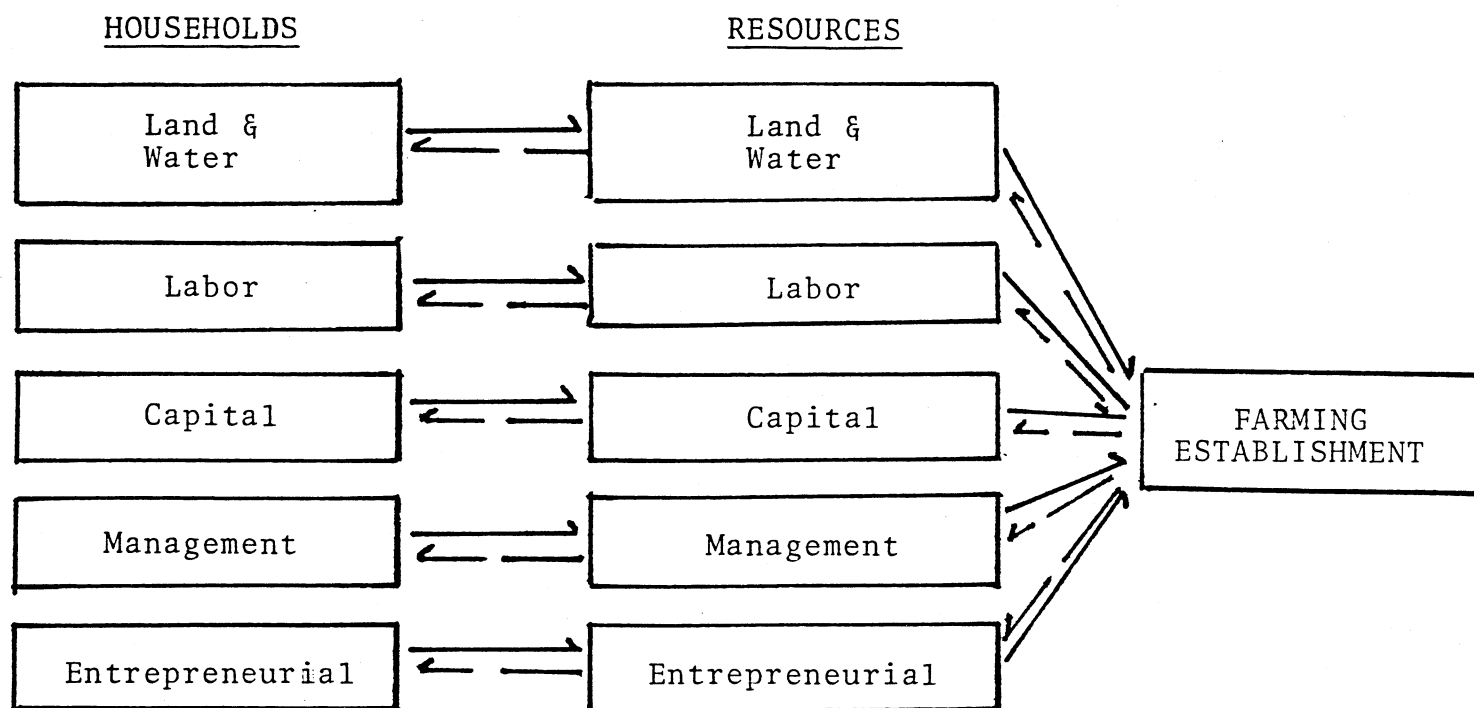 HOUSEHOLDS
RESOURCES
Land &
Water
Land &
Water
Labor
Labor
Capital
Capital
FARMING
ESTABLISHMENT
Management
Management
Entrepreneurial
Entrepreneurial